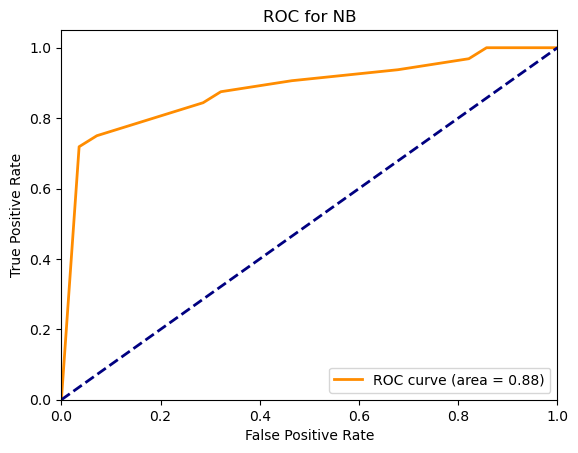 ROC for NB
True Positive Rate
1.0
0.8
0.6
0.4
0.2
0.0
0.0 0.2 0.4 0.6 0.8 1.0
False Positive Rate
ROC curve (area = 0.88)